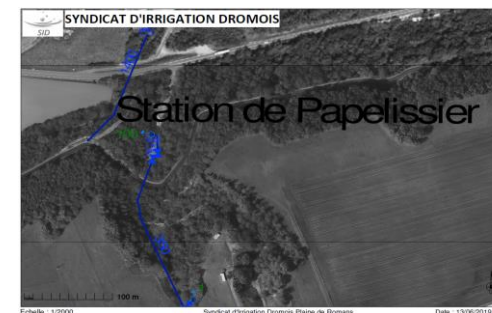 SYNDICAT D'IRRIGATION DROMOIS
SID
Station de Papelissier
100 m
Echelle : 1/2000
Syndicat d'Irrigation Dromois Plaine de Romans
Date : 13/06/2019